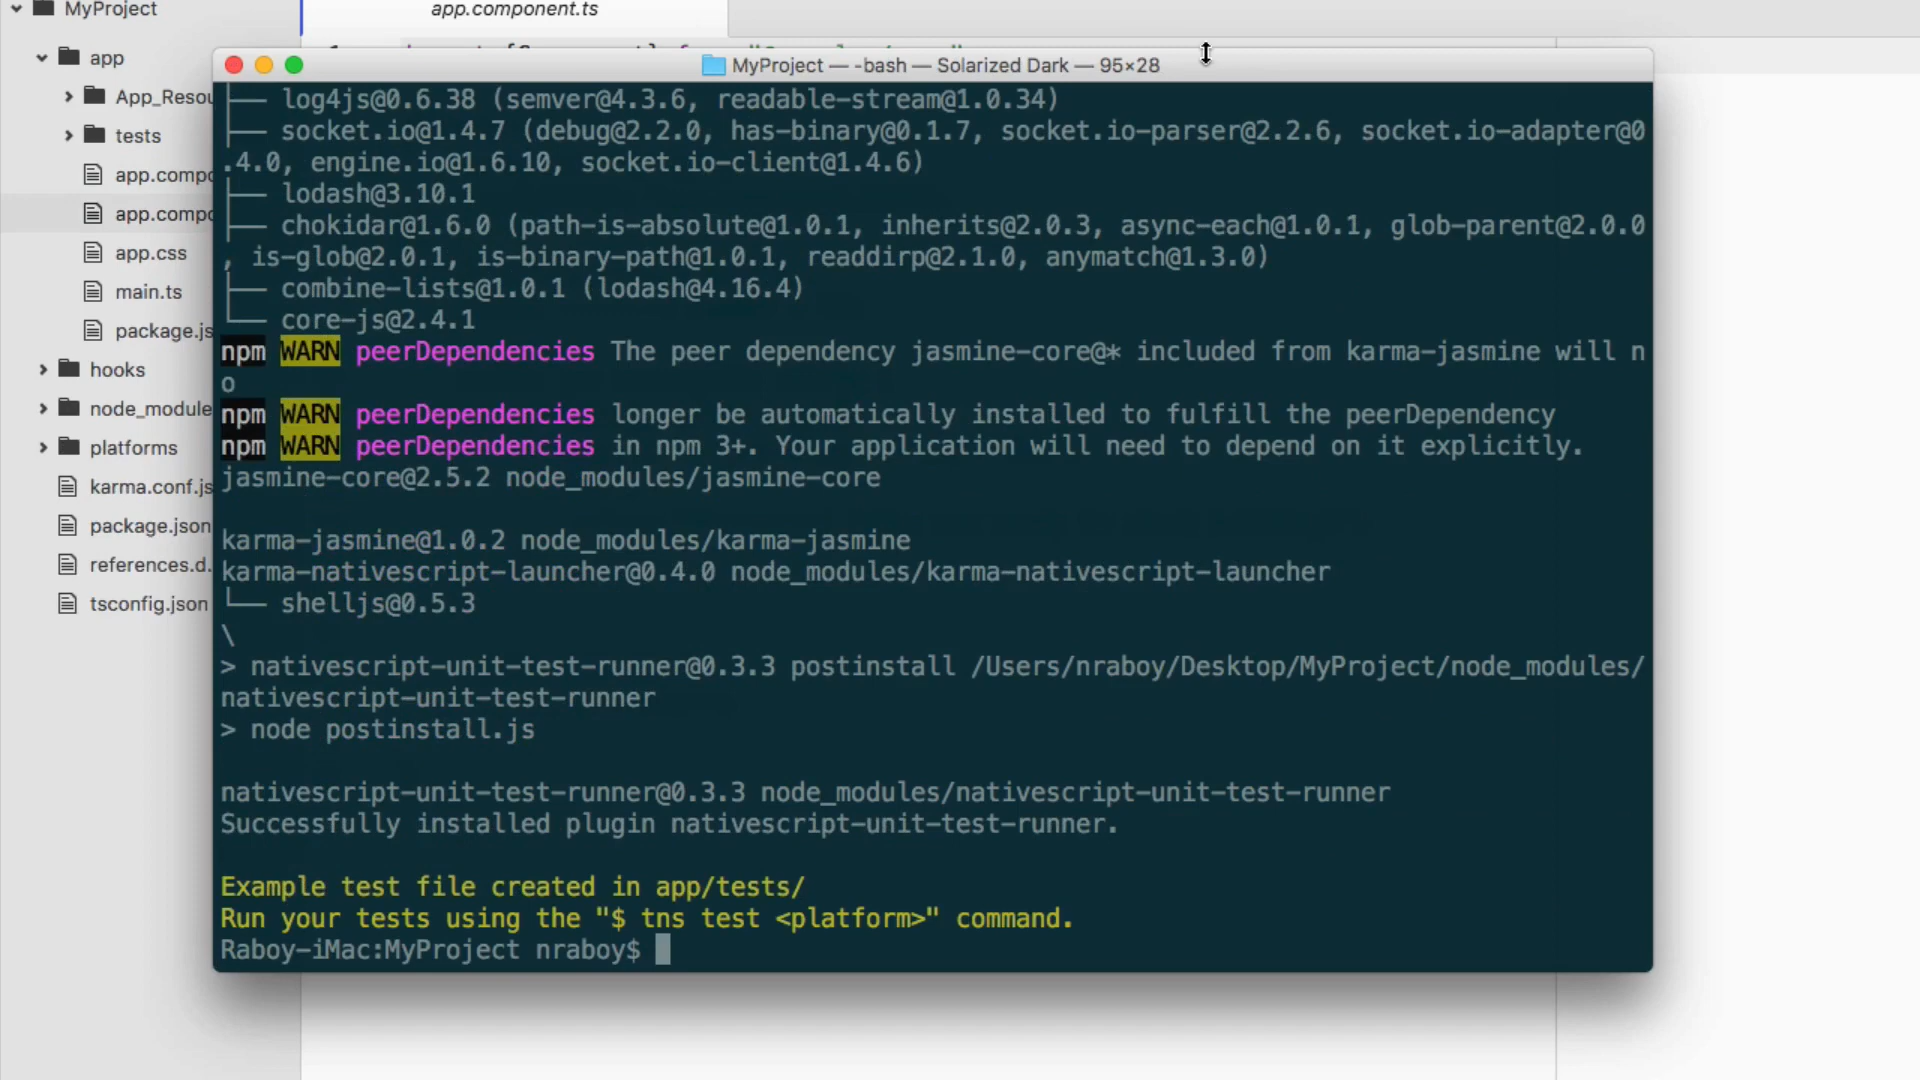 MyProject
app.component.ts
app
App_Resou
tests
app.compo
app.compo
app.css
main.ts
package.js
hooks
node_module
platforms
karma.conf.js
package.json
references.d.
tsconfig.json
1
MyProject — -bash — Solarized Dark — 95×28
├── log4js@0.6.38 (semver@4.3.6, readable-stream@1.0.34)
├── socket.io@1.4.7 (debug@2.2.0, has-binary@0.1.7, socket.io-parser@2.2.6, socket.io-adapter@0
.4.0, engine.io@1.6.10, socket.io-client@1.4.6)
├── lodash@3.10.1
├── chokidar@1.6.0 (path-is-absolute@1.0.1, inherits@2.0.3, async-each@1.0.1, glob-parent@2.0.0
, is-glob@2.0.1, is-binary-path@1.0.1, readdirp@2.1.0, anymatch@1.3.0)
├── combine-lists@1.0.1 (lodash@4.16.4)
└── core-js@2.4.1
npm WARN peerDependencies The peer dependency jasmine-core@* included from karma-jasmine will n
o
npm WARN peerDependencies longer be automatically installed to fulfill the peerDependency
npm WARN peerDependencies in npm 3+. Your application will need to depend on it explicitly.
jasmine-core@2.5.2 node_modules/jasmine-core
karma-jasmine@1.0.2 node_modules/karma-jasmine
karma-nativescript-launcher@0.4.0 node_modules/karma-nativescript-launcher
└── shelljs@0.5.3
\
> nativescript-unit-test-runner@0.3.3 postinstall /Users/nraboy/Desktop/MyProject/node_modules/
nativescript-unit-test-runner
> node postinstall.js
nativescript-unit-test-runner@0.3.3 node_modules/nativescript-unit-test-runner
Successfully installed plugin nativescript-unit-test-runner.
Example test file created in app/tests/
Run your tests using the "$ tns test <platform>" command.
Raboy-iMac:MyProject nraboy$